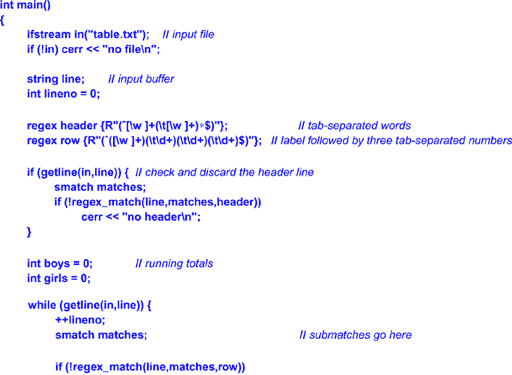 int main()
{
ifstream in("table.txt"); // input file
if (!in) cerr << "no file\n";
string line; // input buffer
int lineno = 0;
regex header {R"(^[\w ]+(\t[\w ]+)*$)"}; // tab-separated words
regex row {R"(^([\w ]+)(\t\d+)(\t\d+)(\t\d+)$)"}; // label followed by three tab-separated numbers
if (getline(in,line)) { // check and discard the header line
smatch matches;
if (!regex_match(line,matches,header))
cerr << "no header\n";
}
int boys = 0; // running totals
int girls = 0;
while (getline(in,line)) {
++lineno;
smatch matches; // submatches go here
if (!regex_match(line,matches,row))